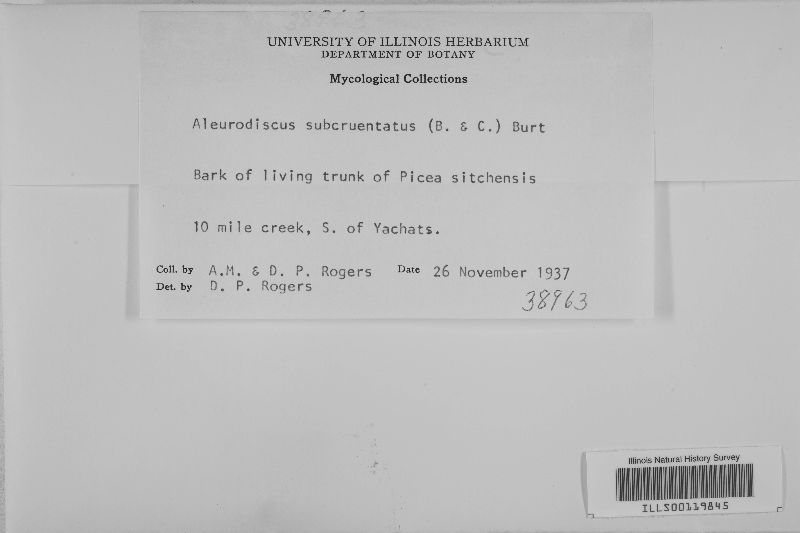 UNIVERSITY OF ILLINOIS HERBARIUM
DEPARTMENT OF BOTANY
Mycological Collections
Aleurodiscus subcruentatus (B. & C.) Burt
Bark of living trunk of Picea sitchensis
10 mile creek, S. of Yachats.
Coll. by A.M. & D. P. Rogers Date 26 November 1937
Det. by D. P. Rogers
38963
Illinois Natural History Survey
ILLS00119845